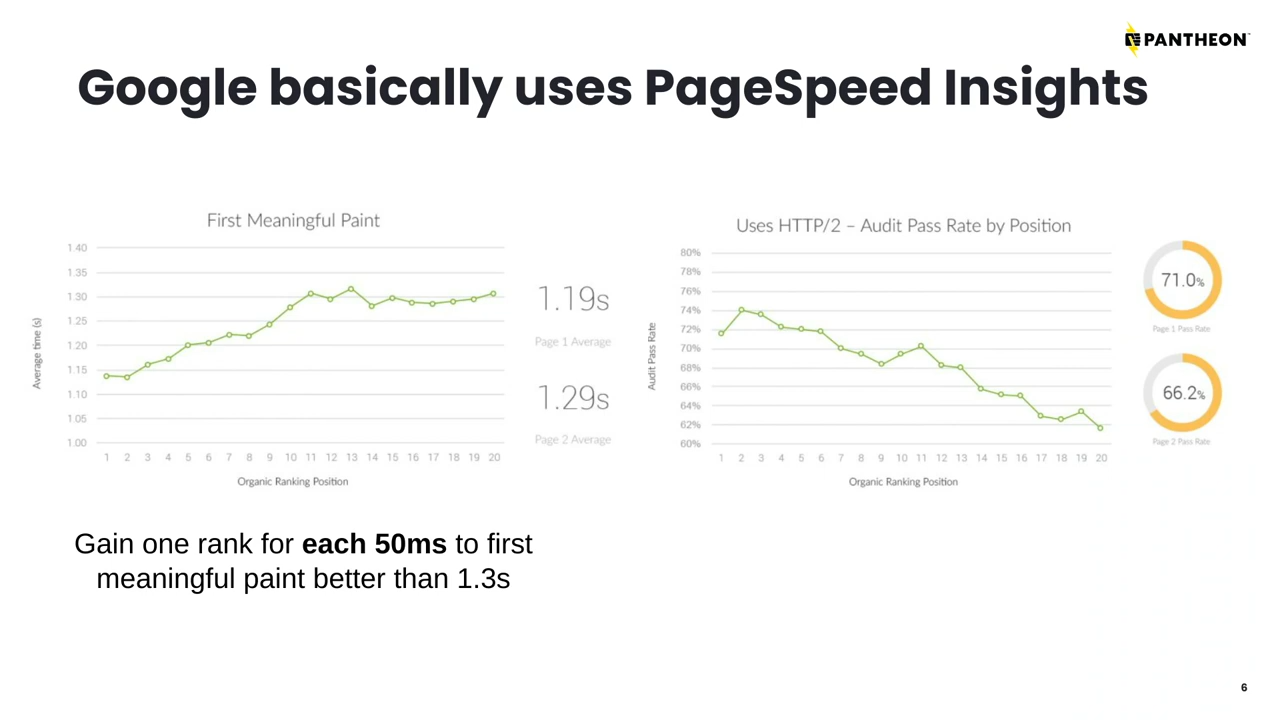 PANTHEON
Google basically uses PageSpeed Insights
First Meaningful Paint
Average time (s)
1.40
1.35
1.30
1.25
1.20
1.15
1.10
1.05
1.00
1 2 3 4 5 6 7 8 9 10 11 12 13 14 15 16 17 18 19 20
Organic Ranking Position
1.19s
Page 1 Average
1.29s
Page 2 Average
Uses HTTP/2 – Audit Pass Rate by Position
Audit Pass Rate
80%
78%
76%
74%
72%
70%
68%
66%
64%
62%
60%
1 2 3 4 5 6 7 8 9 10 11 12 13 14 15 16 17 18 19 20
Organic Ranking Position
71.0%
Page 1 Pass Rate
66.2%
Page 2 Pass Rate
Gain one rank for each 50ms to first
meaningful paint better than 1.3s
6